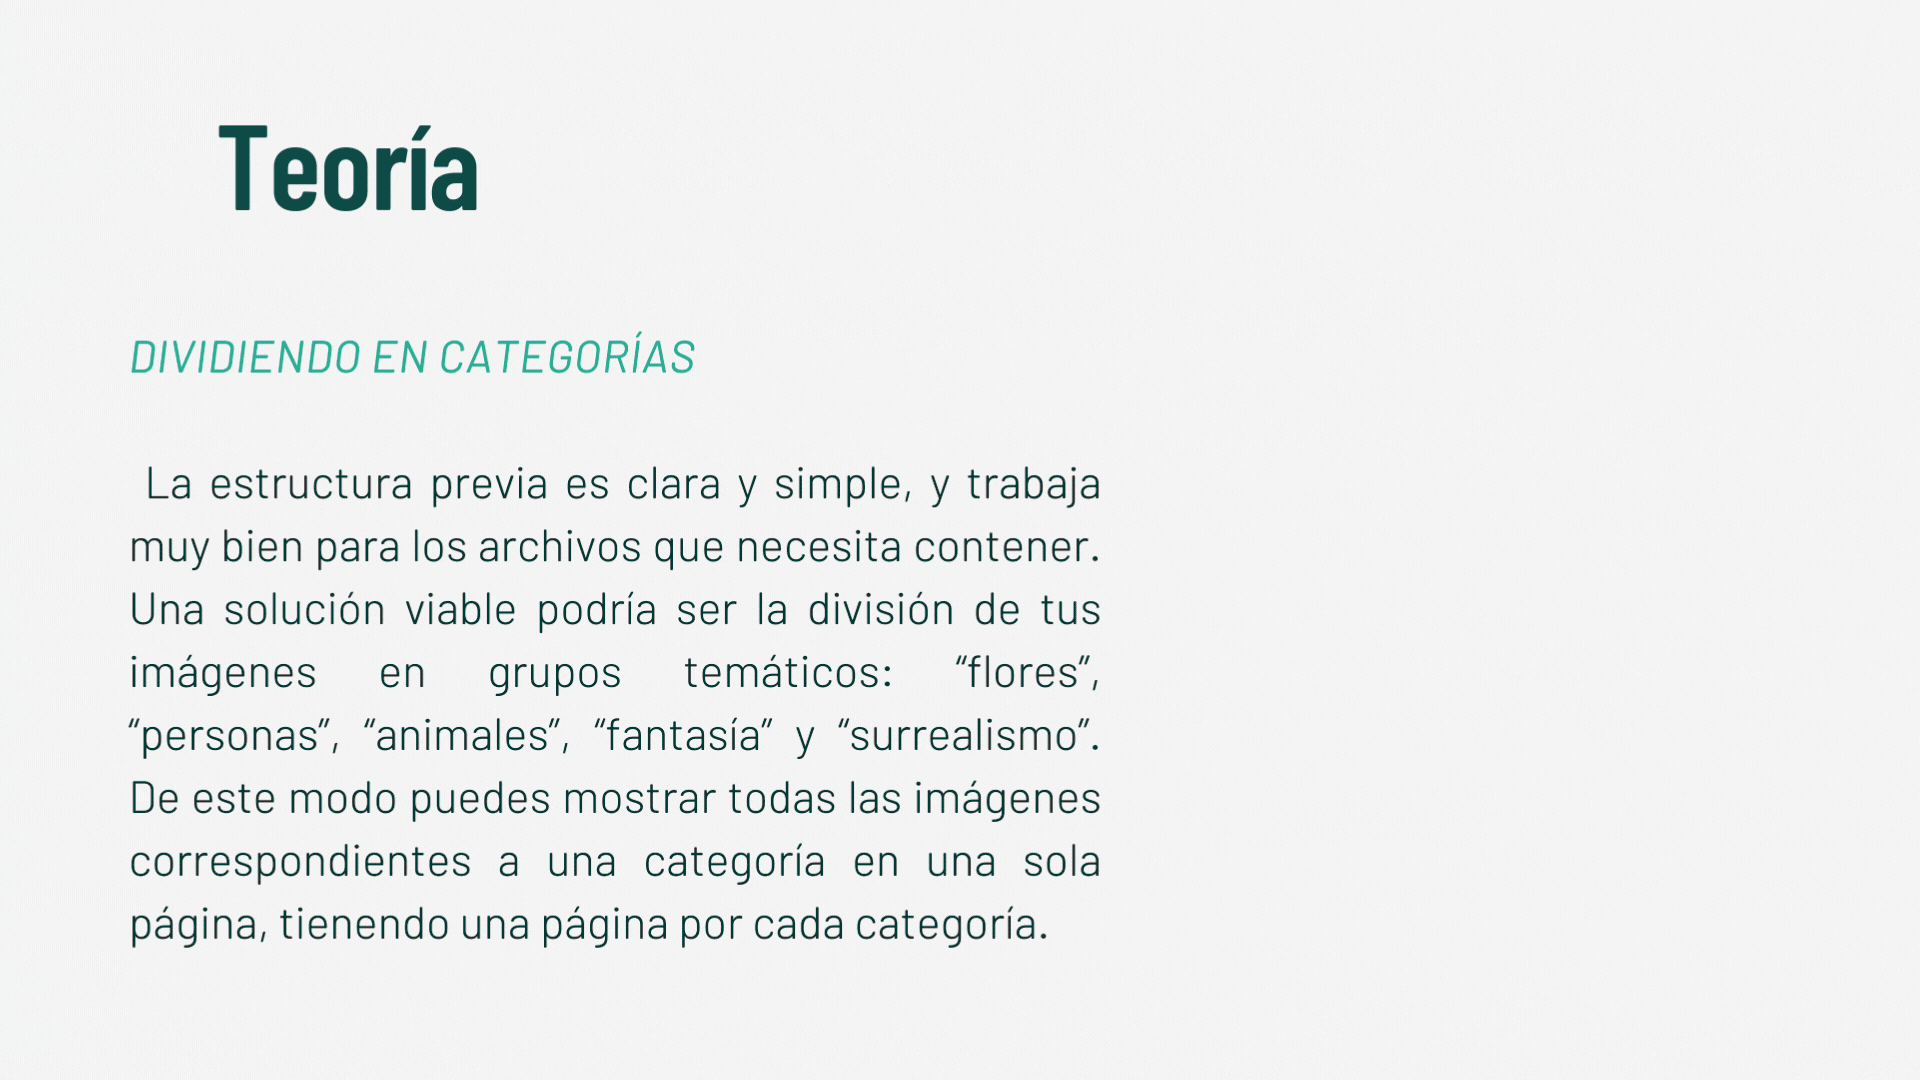 Teoría
DIVIDIENDO EN CATEGORÍAS
La estructura previa es clara y simple, y trabaja
muy bien para los archivos que necesita contener.
Una solución viable podría ser la división de tus
imágenes en grupos temáticos: “flores”,
“personas”, “animales”, “fantasía” y “surrealismo”.
De este modo puedes mostrar todas las imágenes
correspondientes a una categoría en una sola
página, tienendo una página por cada categoría.